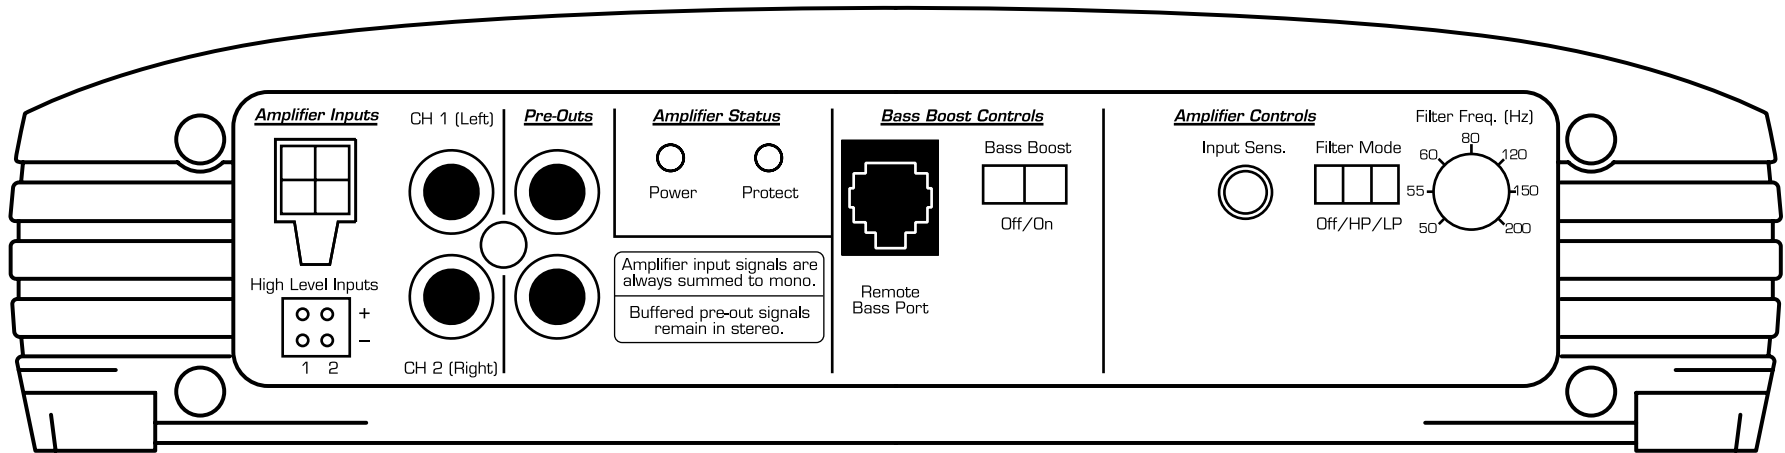 Amplifier Inputs
CH 1 (Left)
High Level Inputs
+
–
1 2
CH 2 (Right)
Pre-Outs
Amplifier Status
Power
Protect
Amplifier input signals are
always summed to mono.
Buffered pre-out signals
remain in stereo.
Bass Boost Controls
Remote
Bass Port
Bass Boost
Off/On
Amplifier Controls
Input Sens.
Filter Mode
Off/HP/LP
Filter Freq. (Hz)
80
60 120
55 150
50 200